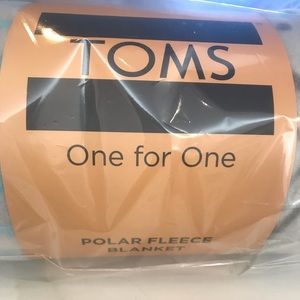 TOMS
One for One
POLAR FLEECE
BLANKET